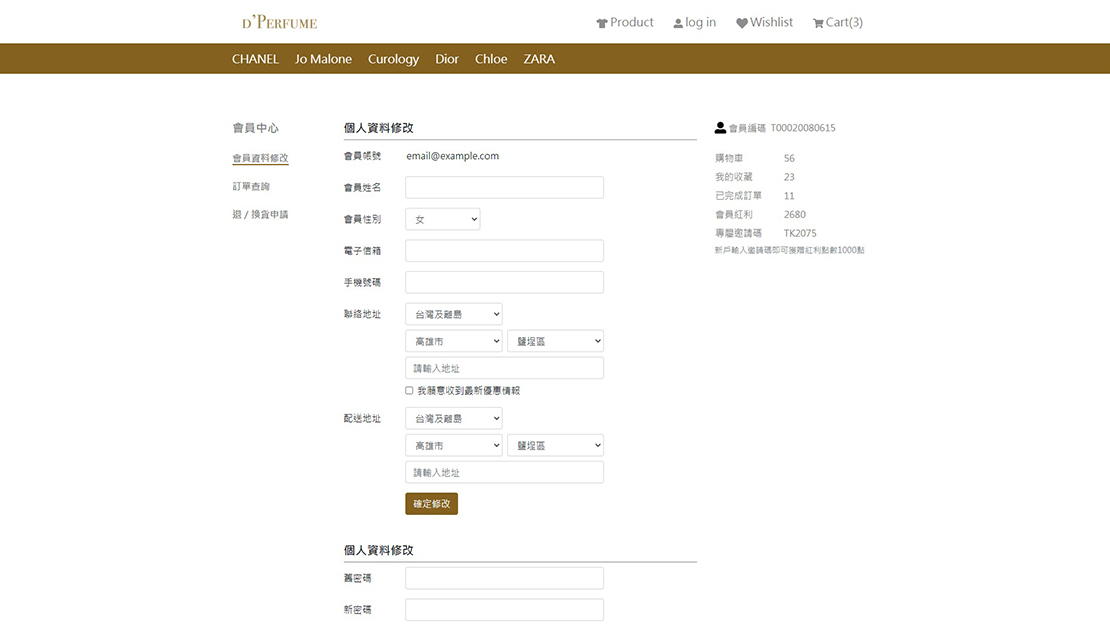 D'PERFUME
Product log in Wishlist Cart(3)
CHANEL Jo Malone Curology Dior Chloe ZARA
會員中心
會員資料修改
訂單查詢
退 / 換貨申請
個人資料修改
會員帳號 email@example.com
會員姓名
會員性別 女
電子信箱
手機號碼
聯絡地址 台灣及離島
高雄市 鹽埕區
請輸入地址
我願意收到最新優惠情報
配送地址 台灣及離島
高雄市 鹽埕區
請輸入地址
確定修改
個人資料修改
舊密碼
新密碼
會員編碼 T00020080615
購物車 56
我的收藏 23
已完成訂單 11
會員紅利 2680
專屬邀請碼 TK2075
新戶輸入邀請碼即可獲贈紅利點數1000點